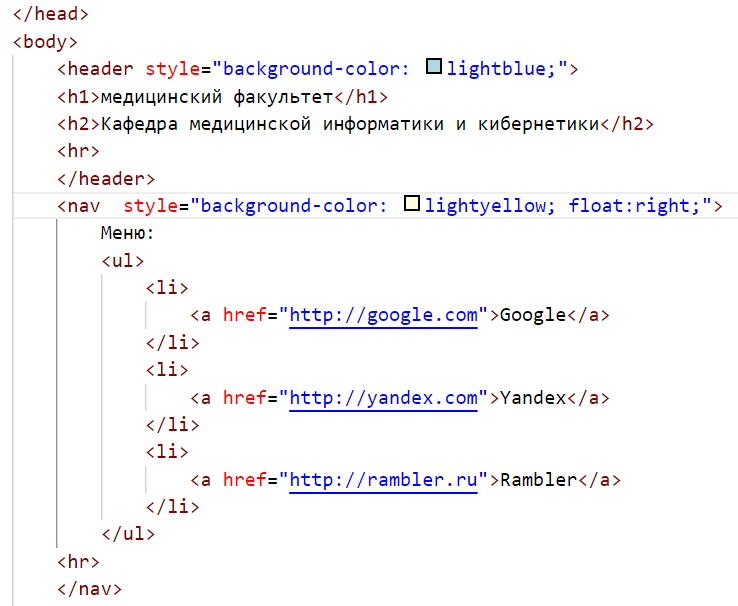 </head>
<body>
<header style="background-color: lightblue;">
<h1>медицинский факультет</h1>
<h2>Кафедра медицинской информатики и кибернетики</h2>
<hr>
</header>
<nav  style="background-color: lightyellow; float:right;">
Меню:
<ul>
<li>
<a href="http://google.com">Google</a>
</li>
<li>
<a href="http://yandex.com">Yandex</a>
</li>
<li>
<a href="http://rambler.ru">Rambler</a>
</li>
</ul>
<hr>
</nav>